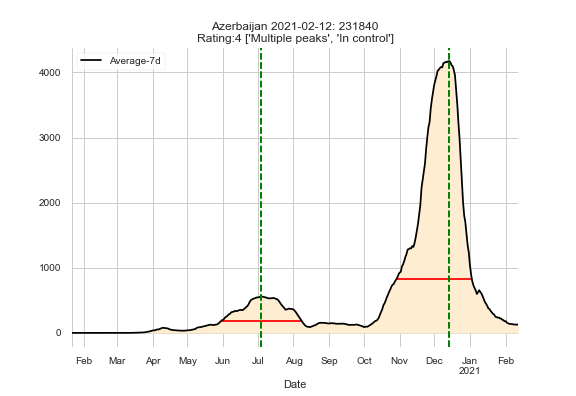 Azerbaijan 2021-02-12: 231840
Rating:4 ['Multiple peaks', 'In control']
Average-7d
4000
3000
2000
1000
0
Feb Mar Apr May Jun Jul Aug Sep Oct Nov Dec Jan Feb
2021
Date